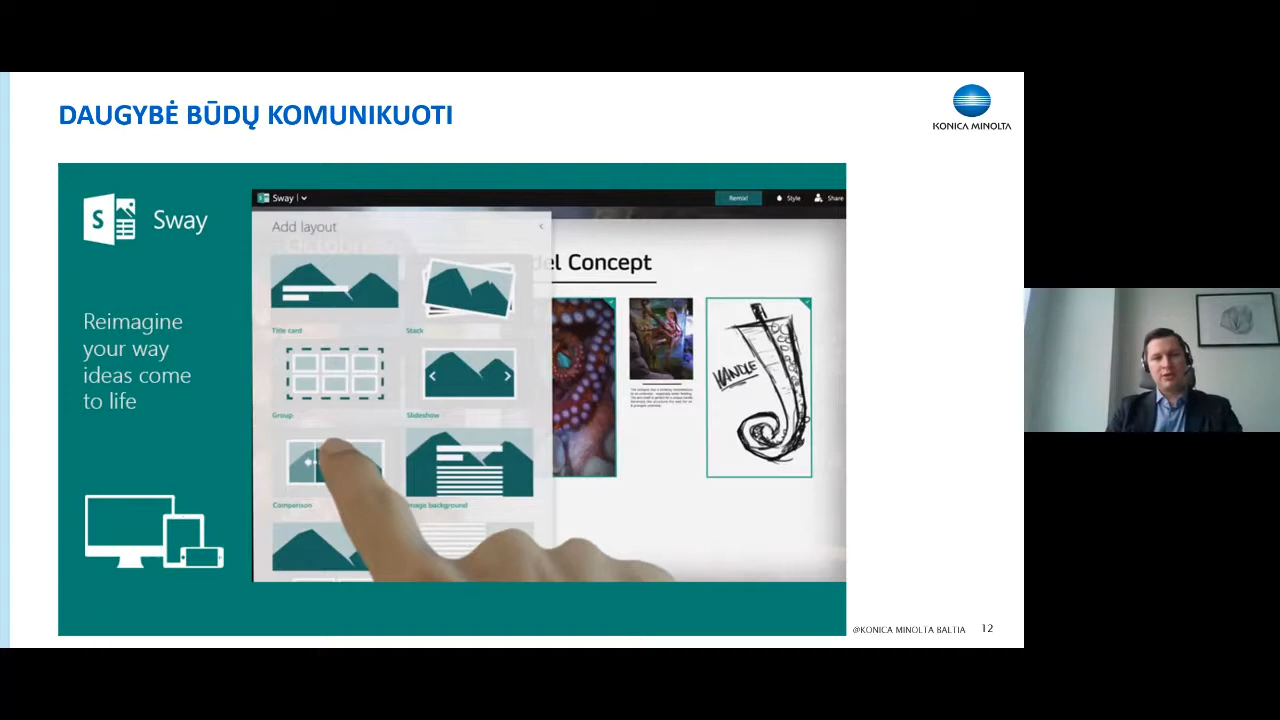 DAUGYBĖ BŪDŲ KOMUNIKUOTI
KONICA MINOLTA
S Sway
Reimagine
your way
ideas come
to life
Sway
Remix!
Style
Share
Add layout
del Concept
Title card
Stack
Group
Slideshow
HANDLE
Comparison
Image background
@KONICA MINOLTA BALTIA 12